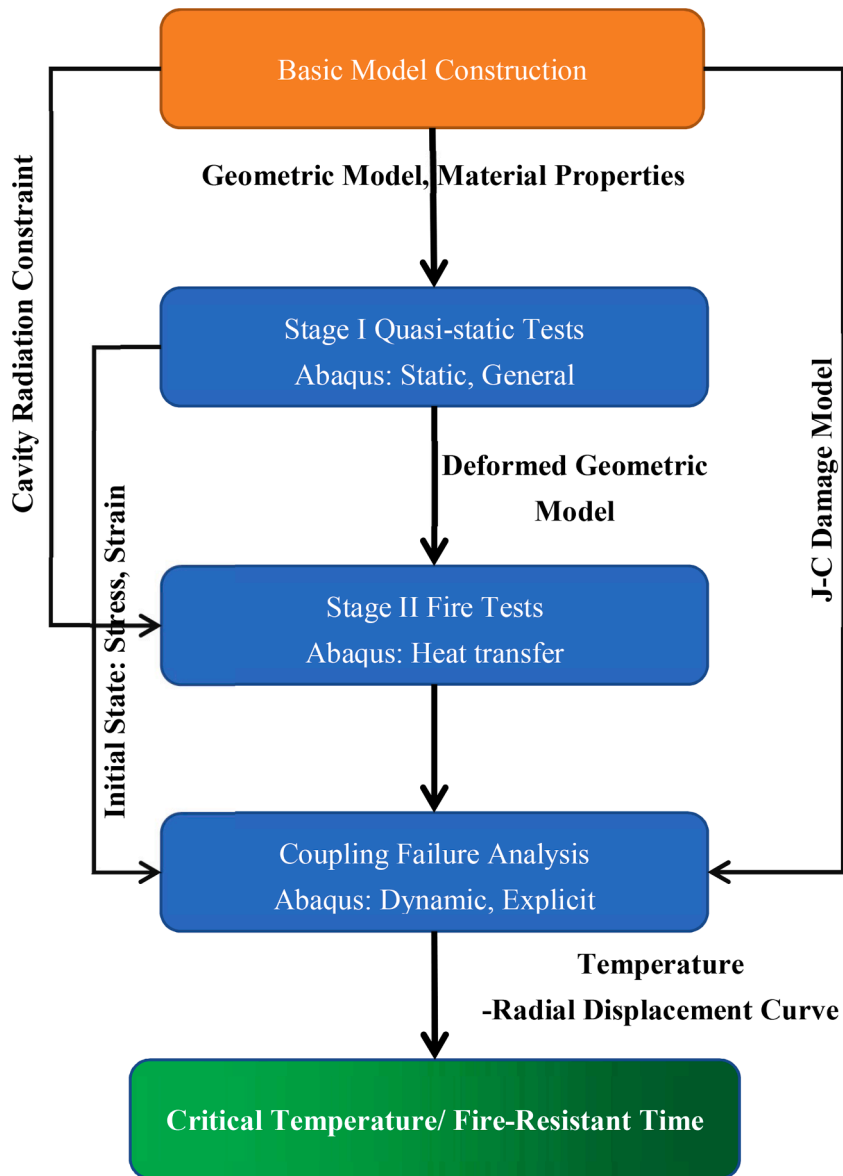 Basic Model Construction
Geometric Model, Material Properties
Cavity Radiation Constraint
Stage I Quasi-static Tests
Abaqus: Static, General
Deformed Geometric
Model
J-C Damage Model
Initial State: Stress, Strain
Stage II Fire Tests
Abaqus: Heat transfer
Coupling Failure Analysis
Abaqus: Dynamic, Explicit
Temperature
-Radial Displacement Curve
Critical Temperature/ Fire-Resistant Time